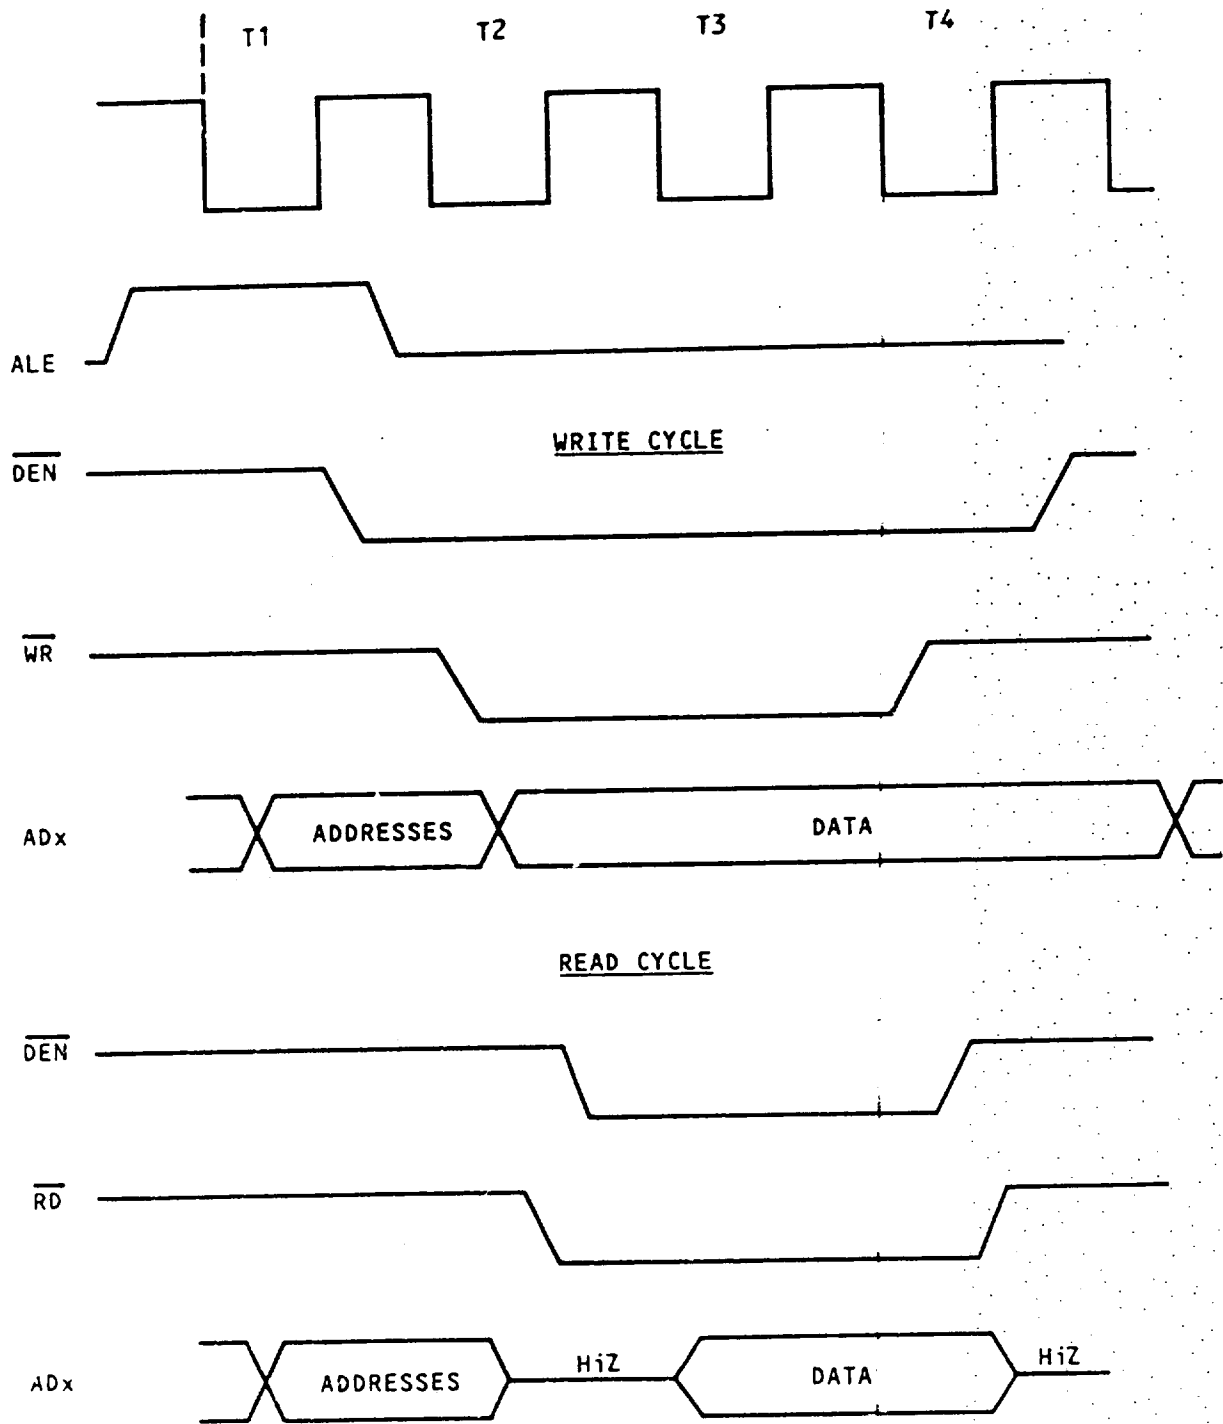 T1 T2 T3 T4
ALE
WRITE CYCLE
DEN
WR
ADx ADDRESSES DATA
READ CYCLE
DEN
RD
ADx ADDRESSES HiZ DATA HiZ